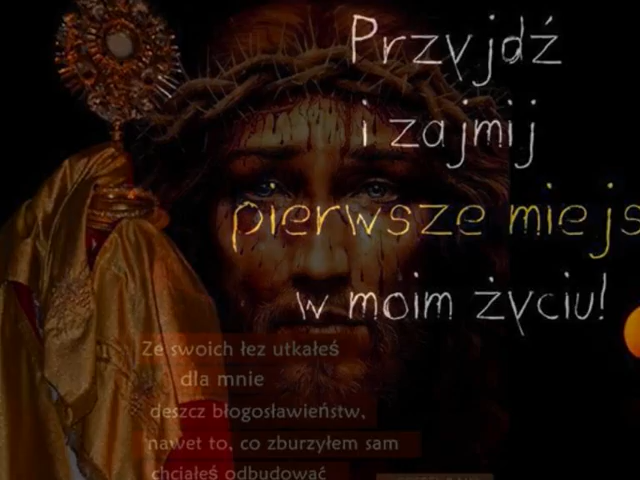 Przyjdź
i zajmij
pierwsze miejs
w moim życiu!
Ze swoich łez utkałeś
dla mnie
deszcz błogosławieństw,
nawet to, co zburzyłem sam
chciałeś odbudować